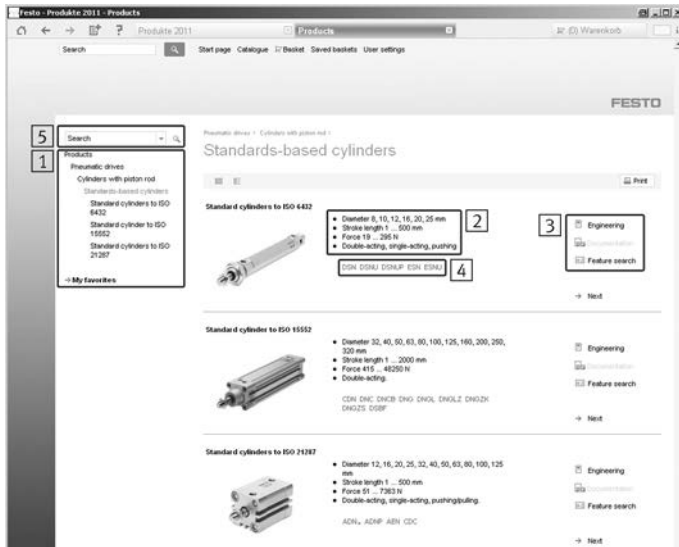 Festo - Produkte 2011 - Products
Produkte 2011
Products
(0) Warenkorb
Search
Start page Catalogue Basket Saved baskets User settings
FESTO
5
Search
1
Products
Pneumatic drives
Cylinders with piston rod
Standards-based cylinders
Standard cylinders to ISO
6432
Standard cylinder to ISO
15552
Standard cylinders to ISO
21287
→ My favorites
Pneumatic drives > Cylinders with piston rod >
Standards-based cylinders
Print
Standard cylinders to ISO 6432
• Diameter 8, 10, 12, 16, 20, 25 mm
• Stroke length 1 ... 500 mm
• Force 19 ... 295 N
• Double-acting, single-acting, pushing
2
DSN DSNU DSNUP ESN ESNU
4
3
Engineering
Documentation
Feature search
→ Next
Standard cylinder to ISO 15552
• Diameter 32, 40, 50, 63, 80, 100, 125, 160, 200, 250,
320 mm
• Stroke length 1 ... 2000 mm
• Force 415 ... 48250 N
• Double-acting.
CDN DNC DNCB DNG DNGL DNGLZ DNGZK
DNGZS DSBF
Engineering
Documentation
Feature search
→ Next
Standard cylinders to ISO 21287
• Diameter 12, 16, 20, 25, 32, 40, 50, 63, 80, 100, 125
mm
• Stroke length 1 ... 500 mm
• Force 51 ... 7363 N
• Double-acting, single-acting, pushing/pulling.
ADN, ADNP AEN CDC
Engineering
Documentation
Feature search
→ Next